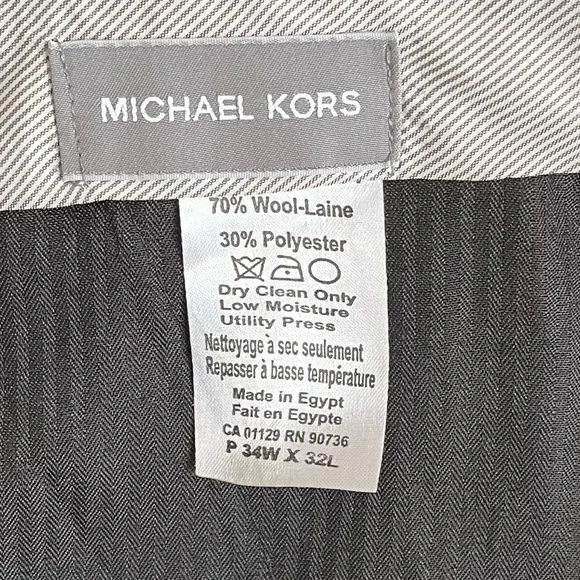 MICHAEL KORS
70% Wool-Laine
30% Polyester
Dry Clean Only
Low Moisture
Utility Press
Nettoyage à sec seulement
Repasser à basse température
Made in Egypt
Fait en Egypte
CA 01129 RN 90736
P 34W X 32L